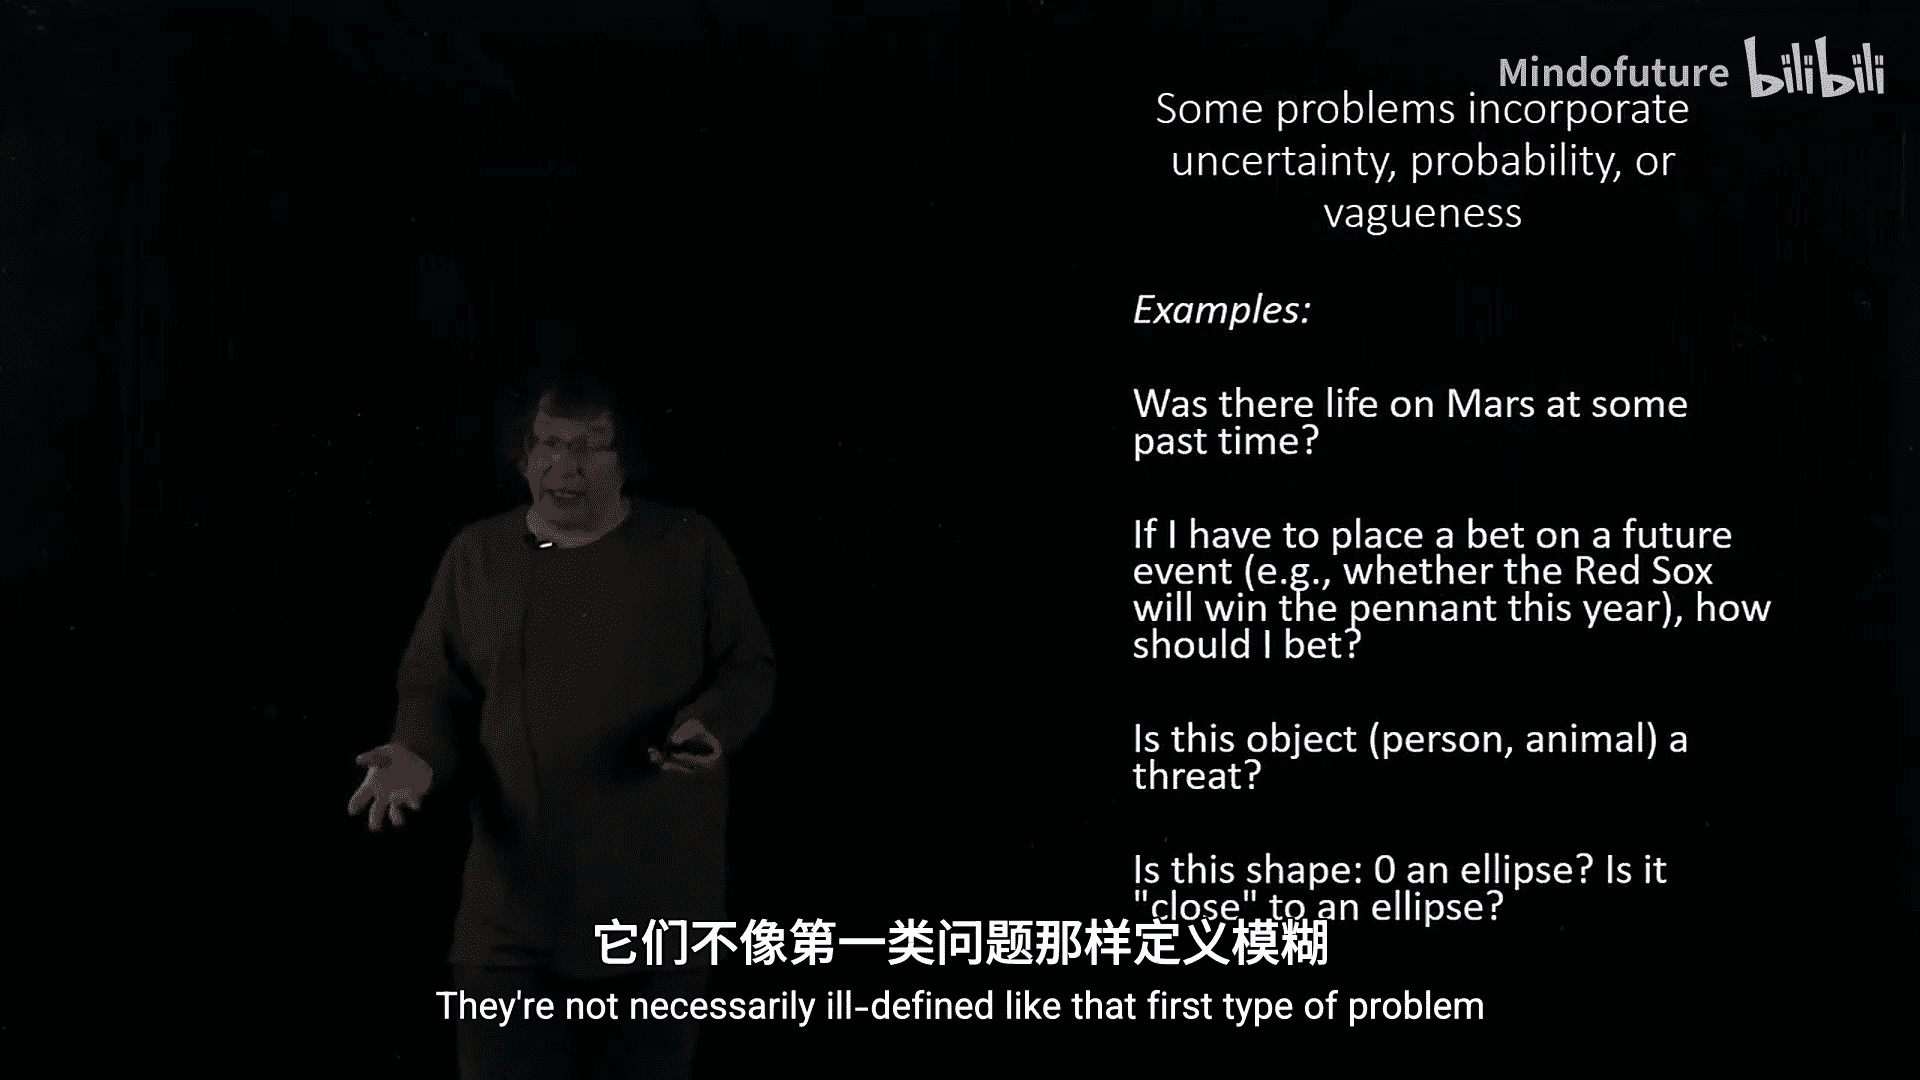 Mindofuture bilibili
Some problems incorporate
uncertainty, probability, or
vagueness
Examples:
Was there life on Mars at some
past time?
If I have to place a bet on a future
event (e.g., whether the Red Sox
will win the pennant this year), how
should I bet?
Is this object (person, animal) a
threat?
Is this shape: 0 an ellipse? Is it
"close" to an ellipse?
它们不像第一类问题那样定义模糊
They're not necessarily ill-defined like that first type of problem